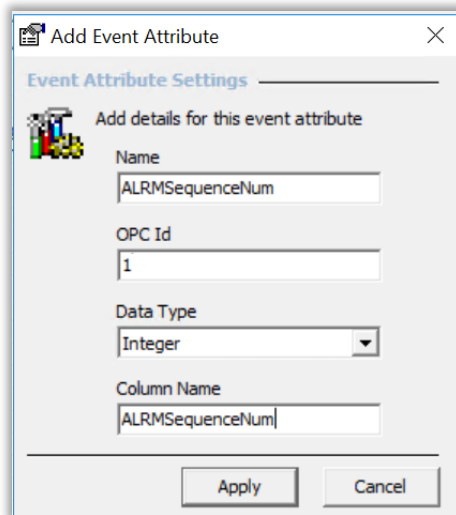 Add Event Attribute
Event Attribute Settings
Add details for this event attribute
Name
ALRMSequenceNum
OPC Id
1
Data Type
Integer
Column Name
ALRMSequenceNum
Apply
Cancel